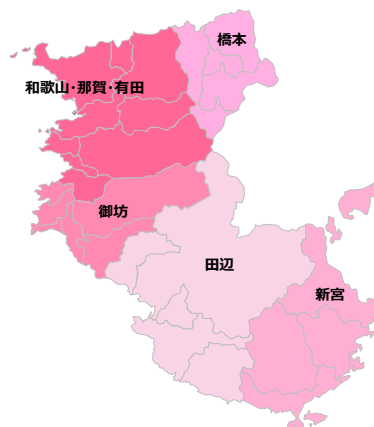 橋本
和歌山・那賀・有田
御坊
田辺
新宮